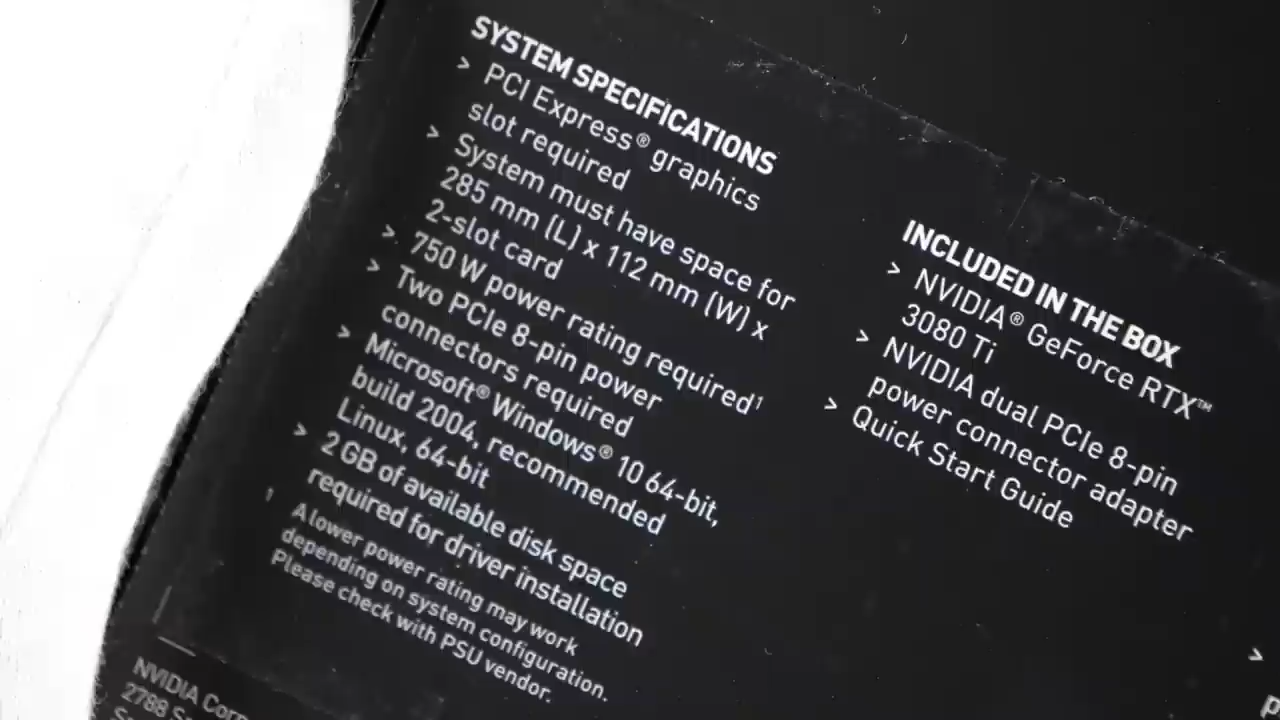 SYSTEM SPECIFICATIONS
> PCI Express® graphics
slot required
> System must have space for
285 mm (L) x 112 mm (W) x
2-slot card
> 750 W power rating required¹
> Two PCIe 8-pin power
connectors required
> Microsoft® Windows® 10 64-bit,
build 2004, recommended
Linux, 64-bit
> 2 GB of available disk space
required for driver installation
¹ A lower power rating may work
depending on system configuration.
Please check with PSU vendor.
INCLUDED IN THE BOX
> NVIDIA® GeForce RTX™
3080 Ti
> NVIDIA dual PCIe 8-pin
power connector adapter
> Quick Start Guide
NVIDIA Corp
2788
>